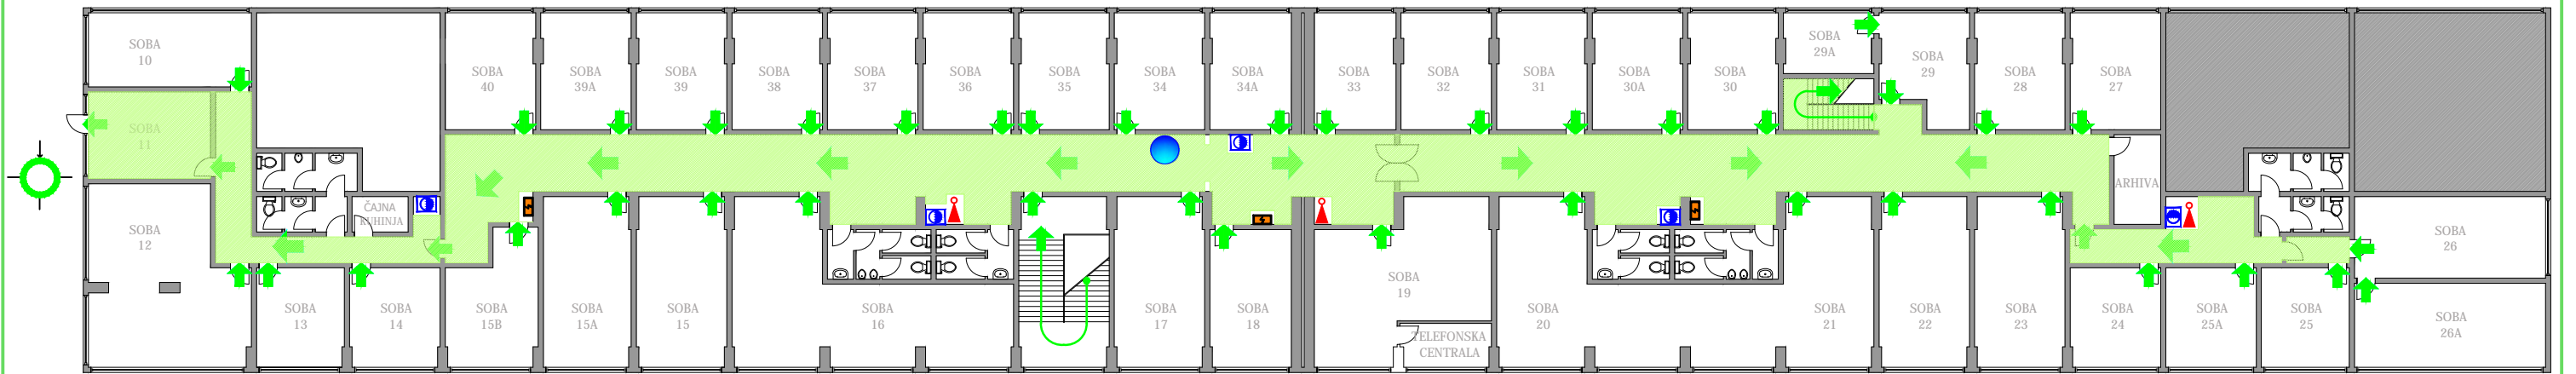 SOBA
10
SOBA
11
SOBA
12
ČAJNA
KUHINJA
SOBA
40
SOBA
39A
SOBA
39
SOBA
38
SOBA
37
SOBA
36
SOBA
35
SOBA
34
SOBA
34A
SOBA
33
SOBA
32
SOBA
31
SOBA
30A
SOBA
30
SOBA
29A
SOBA
29
SOBA
28
SOBA
27
ARHIVA
SOBA
13
SOBA
14
SOBA
15B
SOBA
15A
SOBA
15
SOBA
16
SOBA
17
SOBA
18
SOBA
19
TELEFONSKA
CENTRALA
SOBA
20
SOBA
21
SOBA
22
SOBA
23
SOBA
24
SOBA
25A
SOBA
25
SOBA
26
SOBA
26A